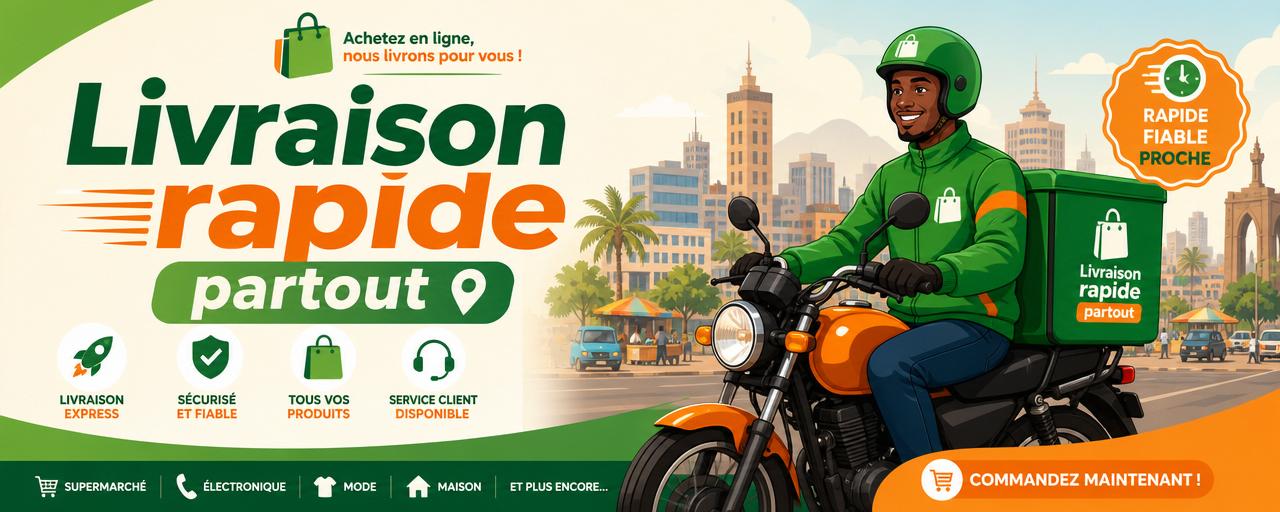 Achetez en ligne,
nous livrons pour vous !
Livraison
rapide
partout
LIVRAISON
EXPRESS
SÉCURISÉ
ET FIABLE
TOUS VOS
PRODUITS
SERVICE CLIENT
DISPONIBLE
RAPIDE
FIABLE
PROCHE
Livraison
rapide
partout
SUPERMARCHÉ
ÉLECTRONIQUE
MODE
MAISON
ET PLUS ENCORE...
COMMANDEZ MAINTENANT !